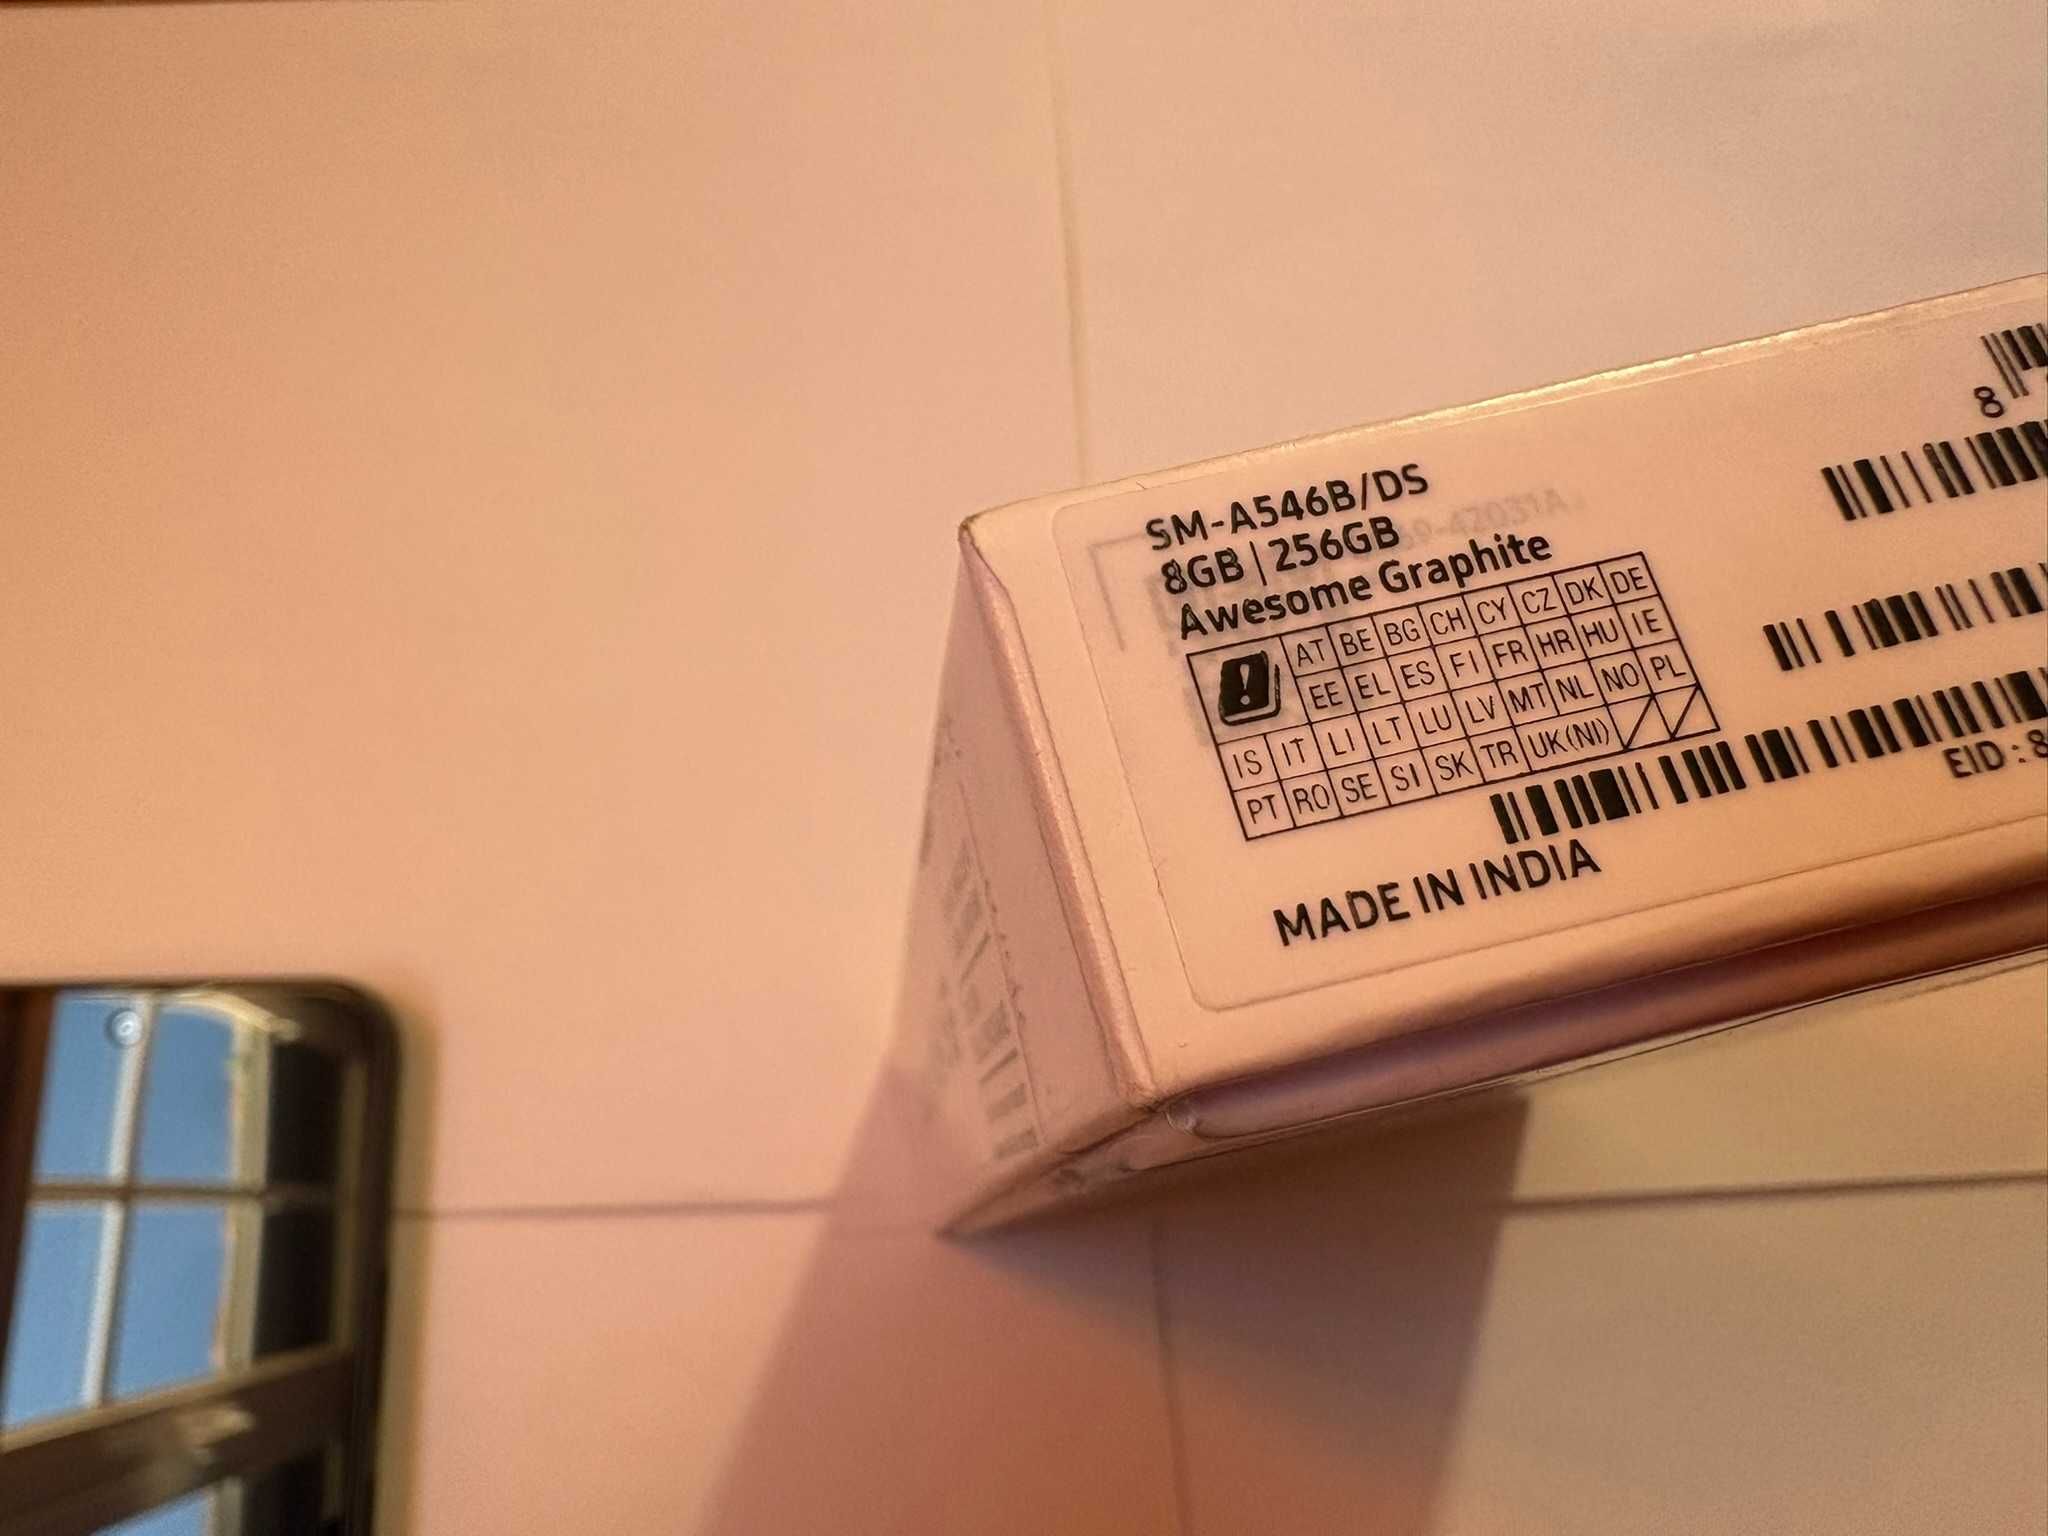 SM-A546B/DS
8GB | 256GB
Awesome Graphite
! AT BE BG CH CY CZ DK DE
EE EL ES FI FR HR HU IE
IS IT LI LT LU LV MT NL NO PL
PT RO SE SI SK TR UK(NI)
MADE IN INDIA
8
EID : 8